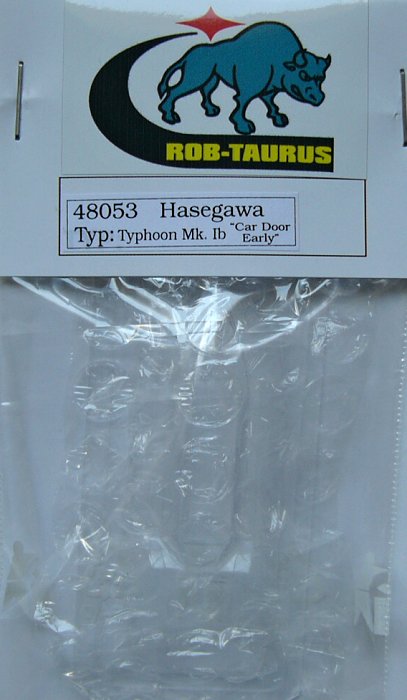 ROB-TAURUS
48053 Hasegawa
Typ: Typhoon Mk. Ib "Car Door Early"